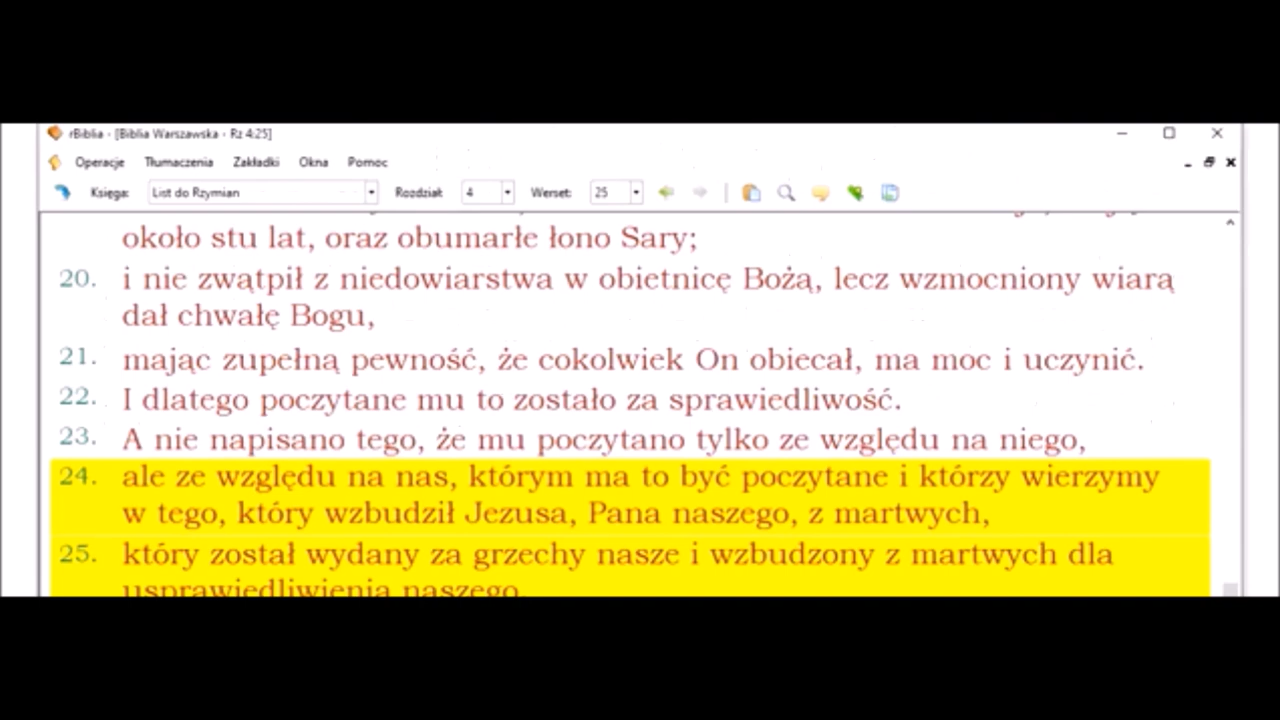 rBiblia - [Biblia Warszawska - Rz 4:25]
Operacje Tłumaczenia Zakładki Okna Pomoc
Księga: List do Rzymian Rozdział: 4 Werset: 25
około stu lat, oraz obumarłe łono Sary;
20. i nie zwątpił z niedowiarstwa w obietnicę Bożą, lecz wzmocniony wiarą
dał chwałę Bogu,
21. mając zupełną pewność, że cokolwiek On obiecał, ma moc i uczynić.
22. I dlatego poczytane mu to zostało za sprawiedliwość.
23. A nie napisano tego, że mu poczytano tylko ze względu na niego,
24. ale ze względu na nas, którym ma to być poczytane i którzy wierzymy
w tego, który wzbudził Jezusa, Pana naszego, z martwych,
25. który został wydany za grzechy nasze i wzbudzony z martwych dla
usprawiedliwienia naszego.